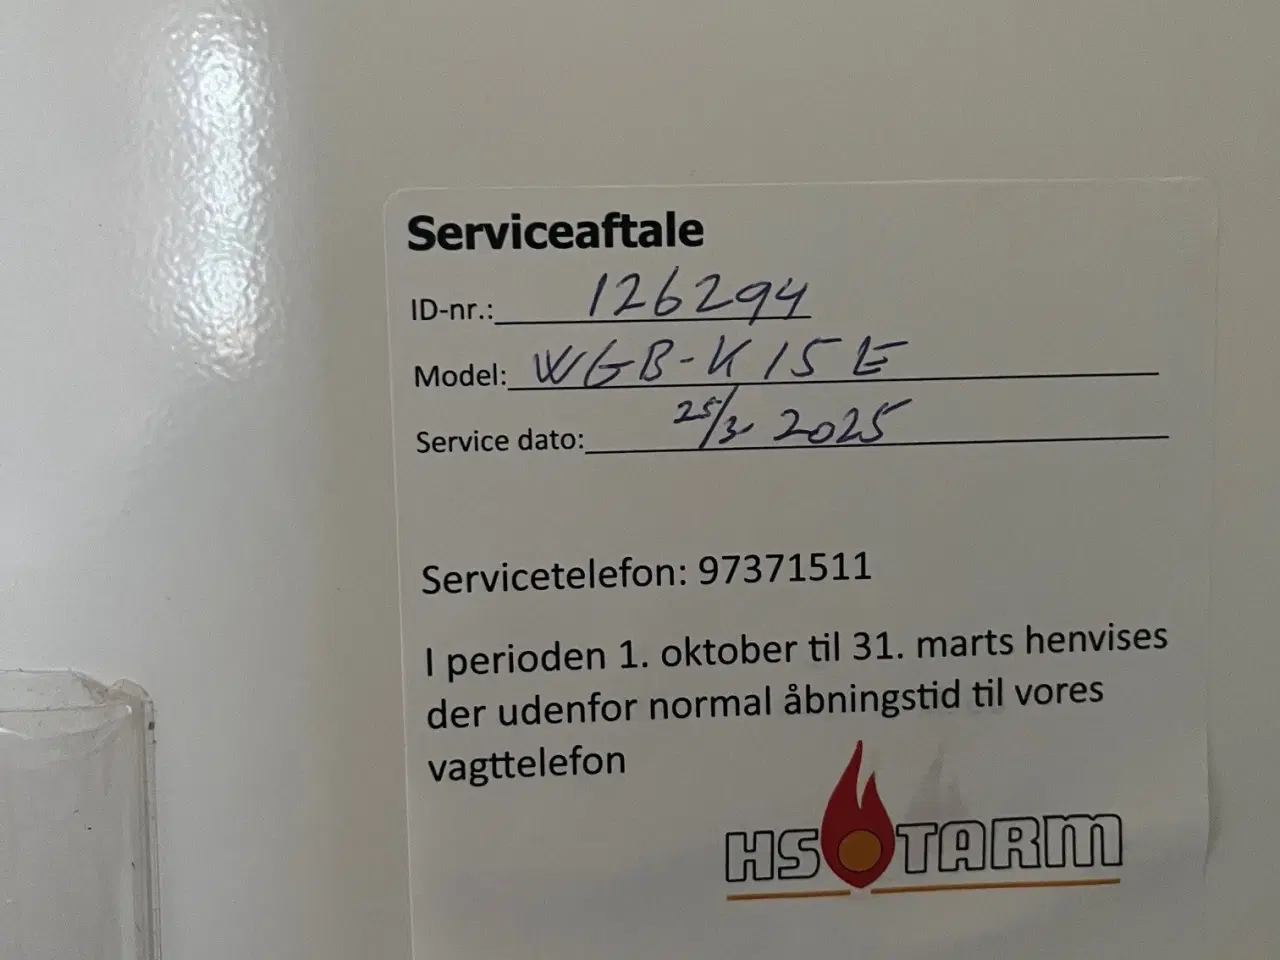 Serviceaftale
ID-nr.: 126294
Model: WGB-K 15 E
Service dato: 25/3 2025
Servicetelefon: 97371511
I perioden 1. oktober til 31. marts henvises
der udenfor normal åbningstid til vores
vagttelefon
HS TARM